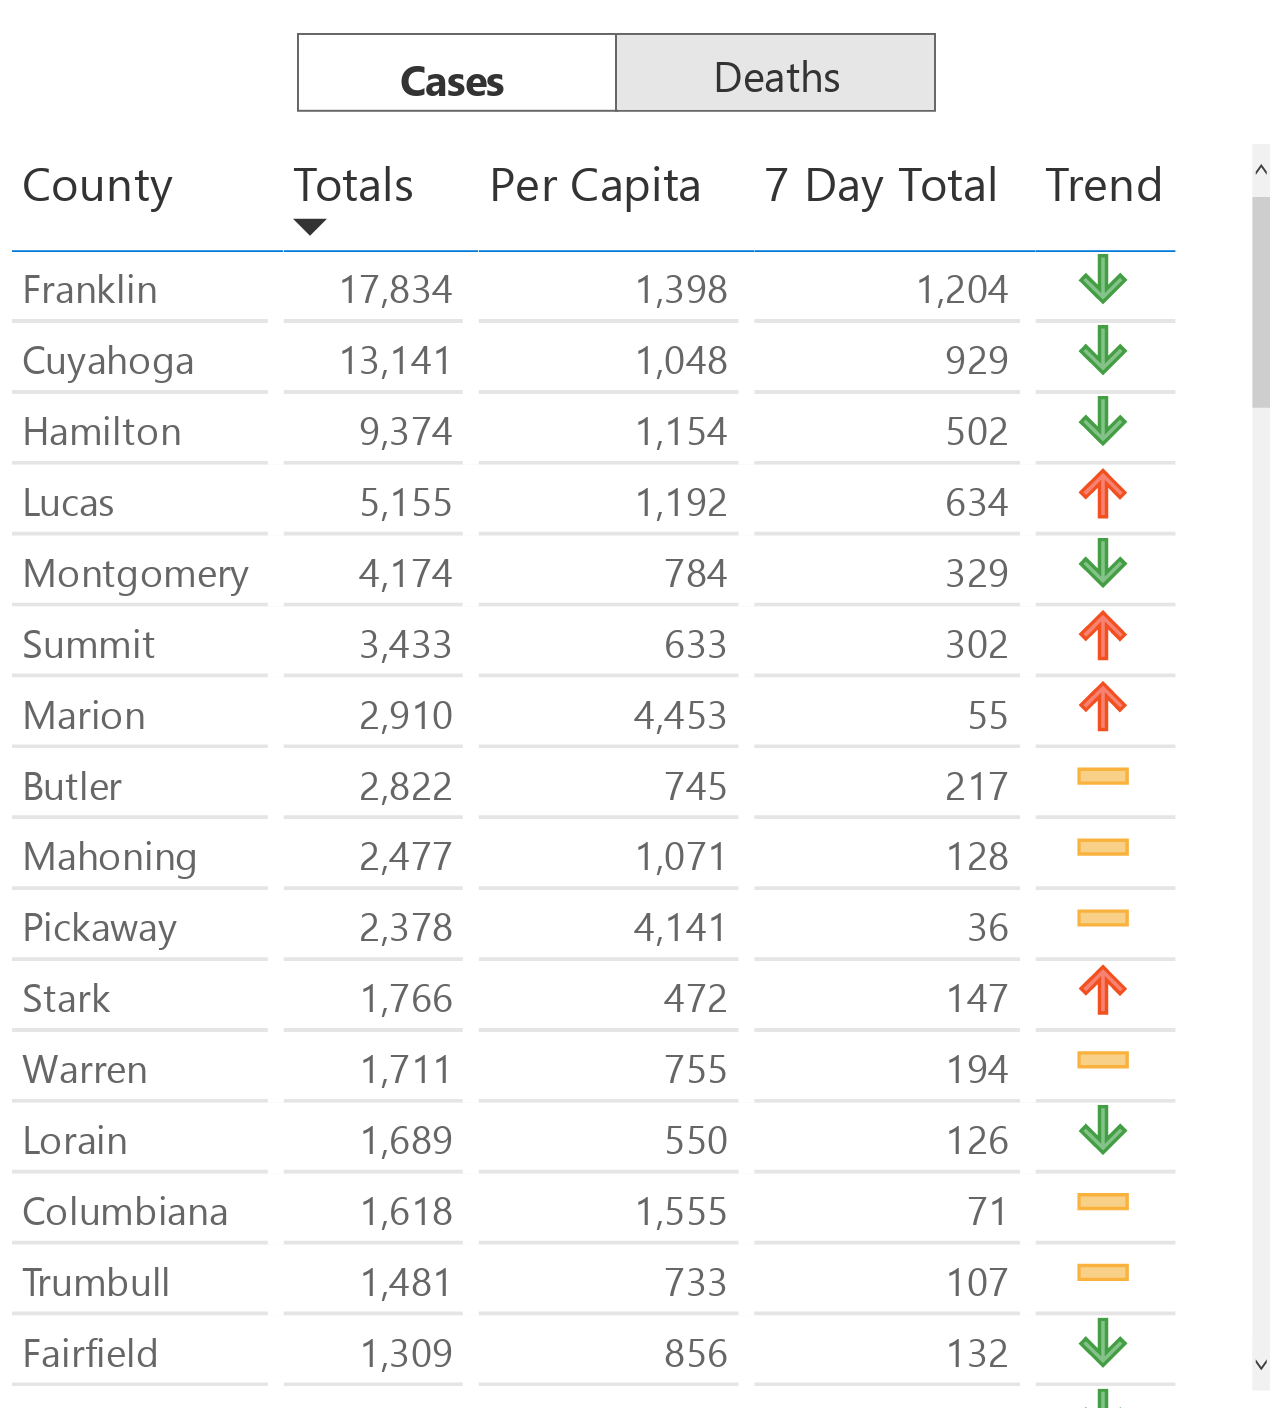 Cases Deaths
County Totals Per Capita 7 Day Total Trend
Franklin 17,834 1,398 1,204
Cuyahoga 13,141 1,048 929
Hamilton 9,374 1,154 502
Lucas 5,155 1,192 634
Montgomery 4,174 784 329
Summit 3,433 633 302
Marion 2,910 4,453 55
Butler 2,822 745 217
Mahoning 2,477 1,071 128
Pickaway 2,378 4,141 36
Stark 1,766 472 147
Warren 1,711 755 194
Lorain 1,689 550 126
Columbiana 1,618 1,555 71
Trumbull 1,481 733 107
Fairfield 1,309 856 132